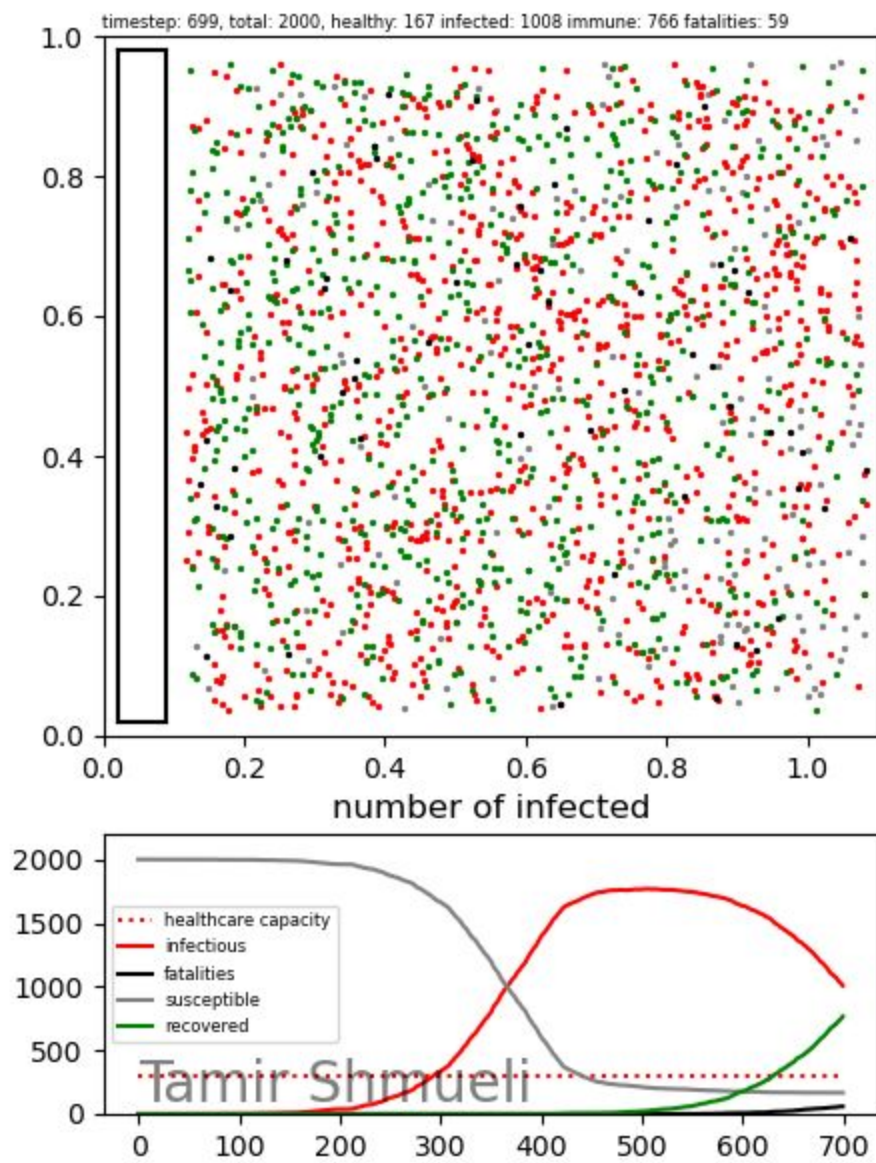 timestep: 699, total: 2000, healthy: 167 infected: 1008 immune: 766 fatalities: 59
1.0
0.8
0.6
0.4
0.2
0.0
0.0 0.2 0.4 0.6 0.8 1.0
number of infected
2000
1500
1000
500
0
healthcare capacity
infectious
fatalities
susceptible
recovered
Tamir Shmueli
0 100 200 300 400 500 600 700